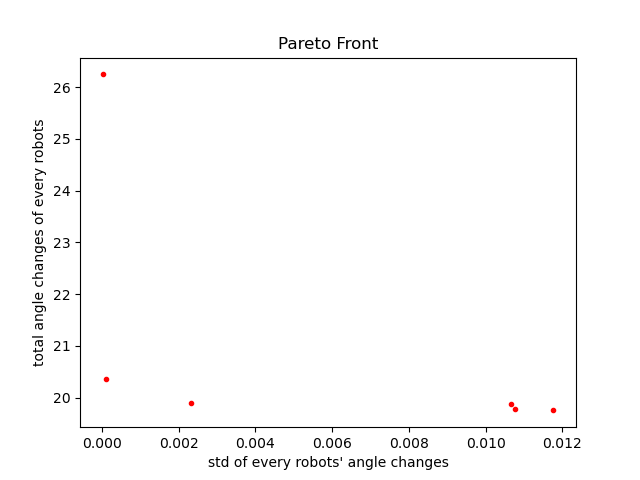 Pareto Front
total angle changes of every robots
26
25
24
23
22
21
20
0.000 0.002 0.004 0.006 0.008 0.010 0.012
std of every robots' angle changes